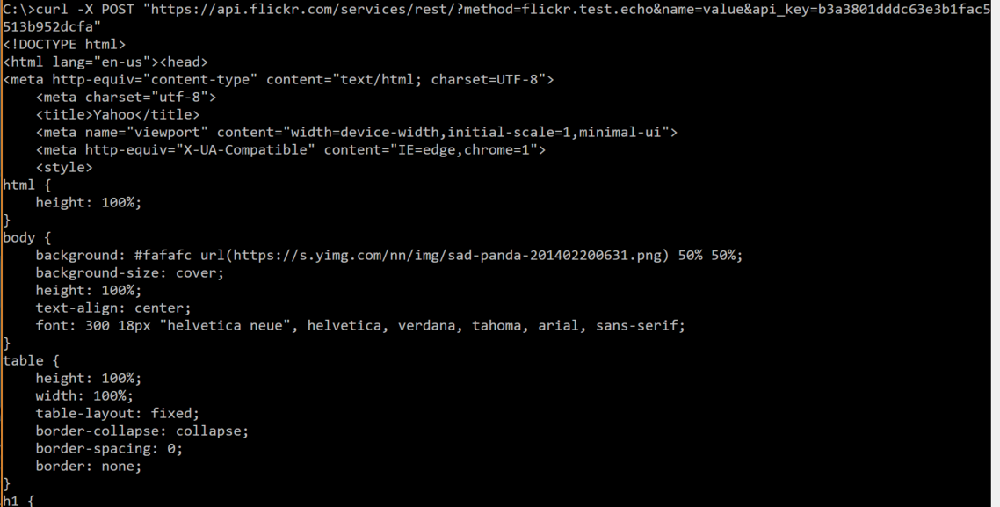 C:\>curl -X POST "https://api.flickr.com/services/rest/?method=flickr.test.echo&name=value&api_key=b3a3801dddc63e3b1fac5
513b952dcfa"
<!DOCTYPE html>
<html lang="en-us"><head>
<meta http-equiv="content-type" content="text/html; charset=UTF-8">
    <meta charset="utf-8">
    <title>Yahoo</title>
    <meta name="viewport" content="width=device-width,initial-scale=1,minimal-ui">
    <meta http-equiv="X-UA-Compatible" content="IE=edge,chrome=1">
    <style>
html {
    height: 100%;
}
body {
    background: #fafafc url(https://s.yimg.com/nn/img/sad-panda-201402200631.png) 50% 50%;
    background-size: cover;
    height: 100%;
    text-align: center;
    font: 300 18px "helvetica neue", helvetica, verdana, tahoma, arial, sans-serif;
}
table {
    height: 100%;
    width: 100%;
    table-layout: fixed;
    border-collapse: collapse;
    border-spacing: 0;
    border: none;
}
h1 {